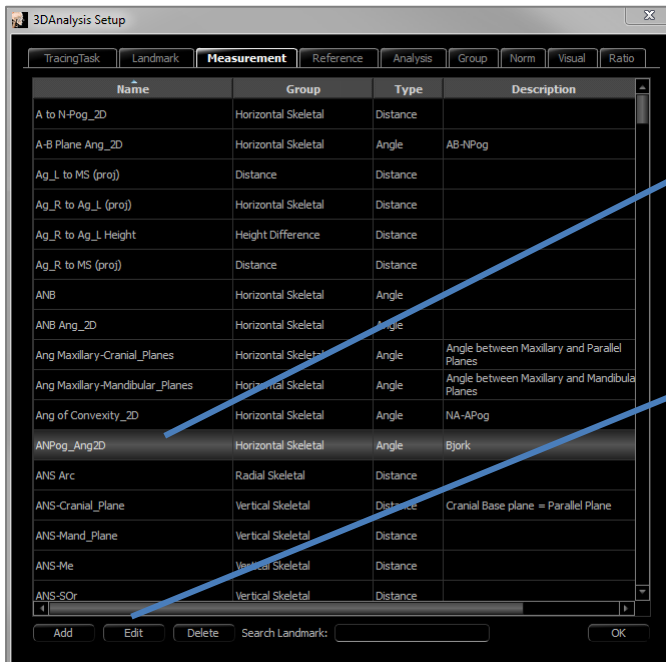 3DAnalysis Setup
TracingTask Landmark Measurement Reference Analysis Group Norm Visual Ratio
Name Group Type Description
A to N-Pog_2D Horizontal Skeletal Distance
A-B Plane Ang_2D Horizontal Skeletal Angle AB-NPog
Ag_L to MS (proj) Distance Distance
Ag_R to Ag_L (proj) Horizontal Skeletal Distance
Ag_R to Ag_L Height Height Difference Distance
Ag_R to MS (proj) Distance Distance
ANB Horizontal Skeletal Angle
ANB Ang_2D Horizontal Skeletal Angle
Ang Maxillary-Cranial_Planes Horizontal Skeletal Angle Angle between Maxillary and Parallel
Planes
Ang Maxillary-Mandibular_Planes Horizontal Skeletal Angle Angle between Maxillary and Mandibula
Planes
Ang of Convexity_2D Horizontal Skeletal Angle NA-APog
ANPog_Ang2D Horizontal Skeletal Angle Bjork
ANS Arc Radial Skeletal Distance
ANS-Cranial_Plane Vertical Skeletal Distance Cranial Base plane = Parallel Plane
ANS-Mand_Plane Vertical Skeletal Distance
ANS-Me Vertical Skeletal Distance
ANS-SOr Vertical Skeletal Distance
Add Edit Delete Search Landmark: OK